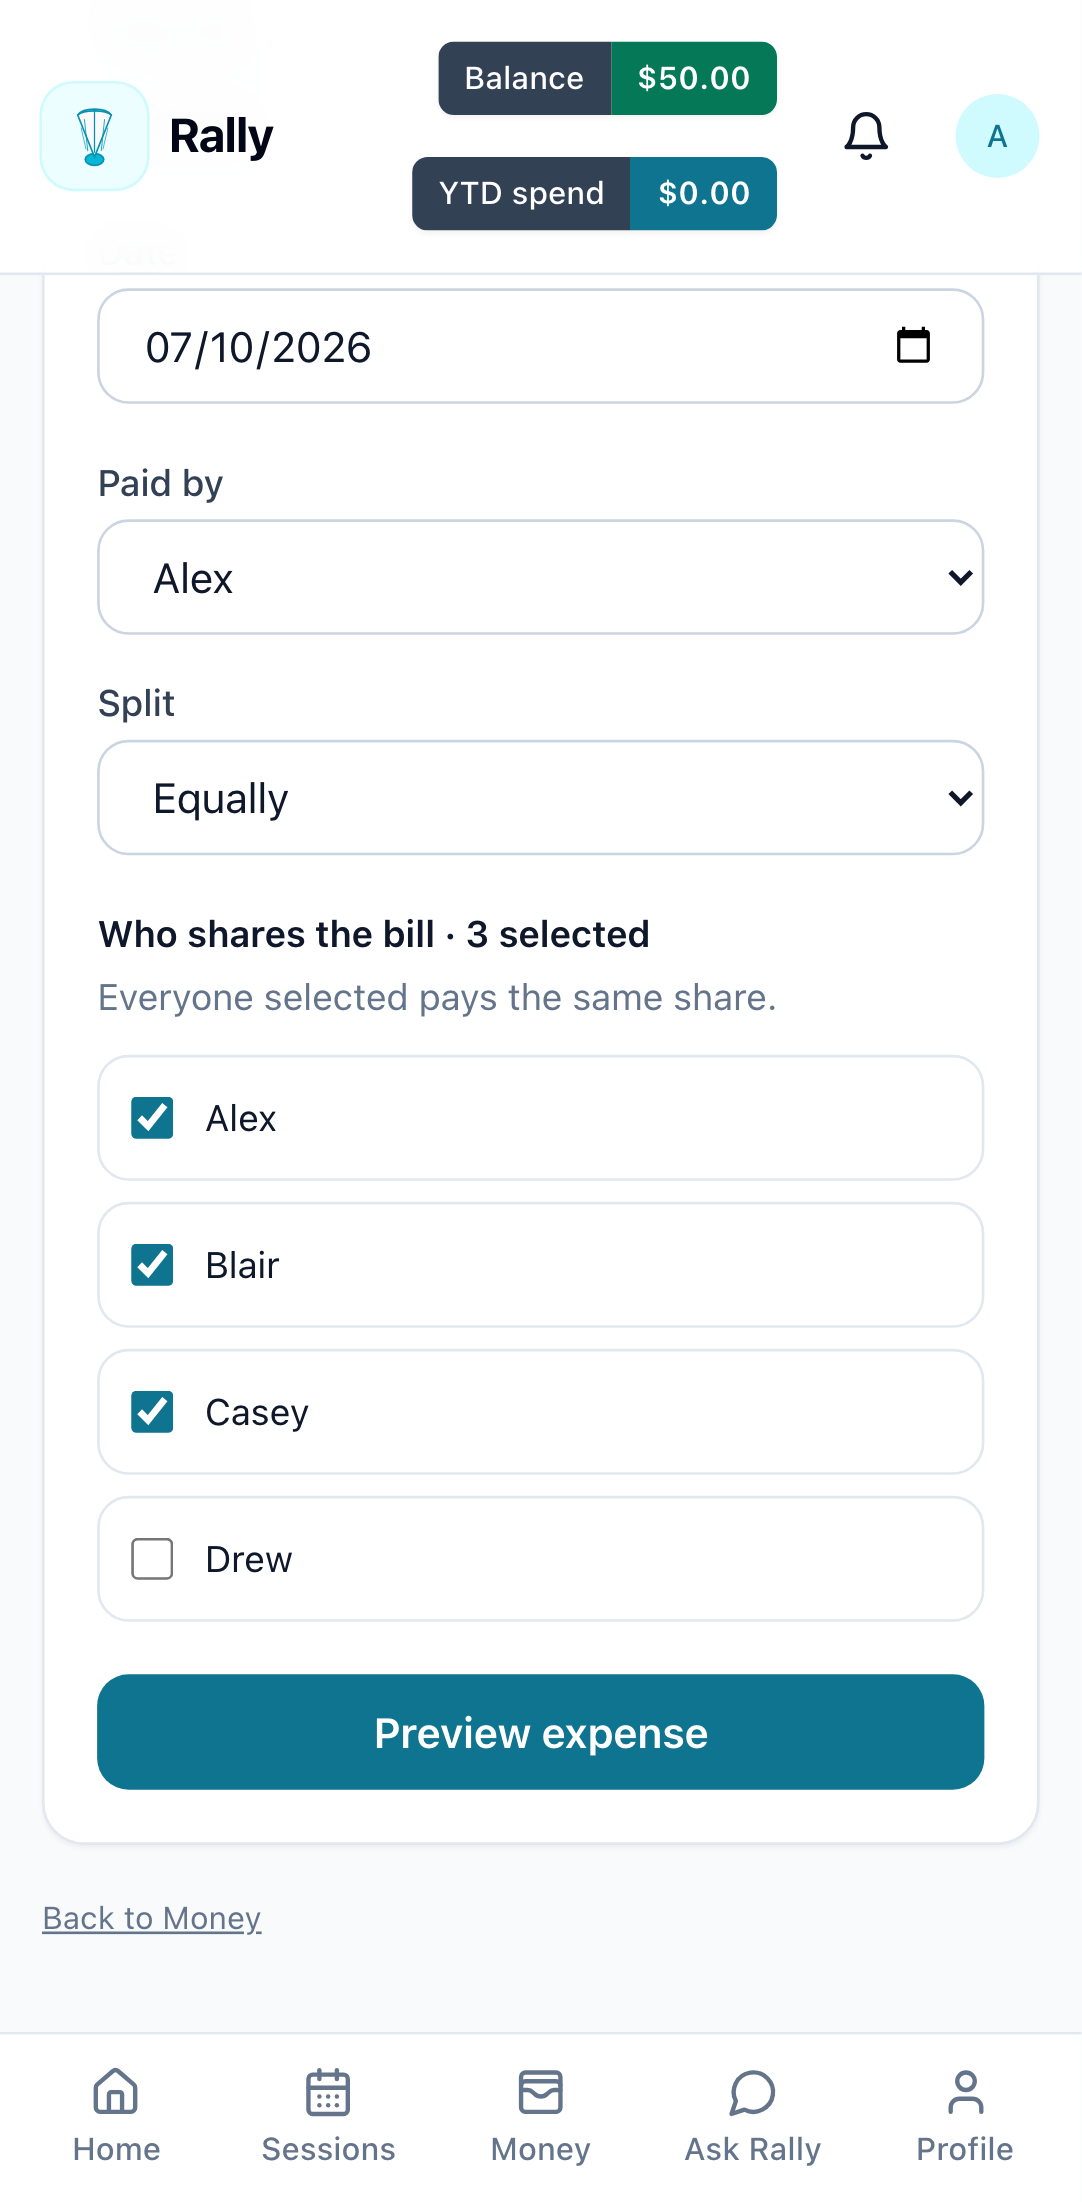 Balance $50.00
Rally
A
YTD spend $0.00
Date
07/10/2026
Paid by
Alex
Split
Equally
Who shares the bill · 3 selected
Everyone selected pays the same share.
Alex
Blair
Casey
Drew
Preview expense
Back to Money
Home Sessions Money Ask Rally Profile